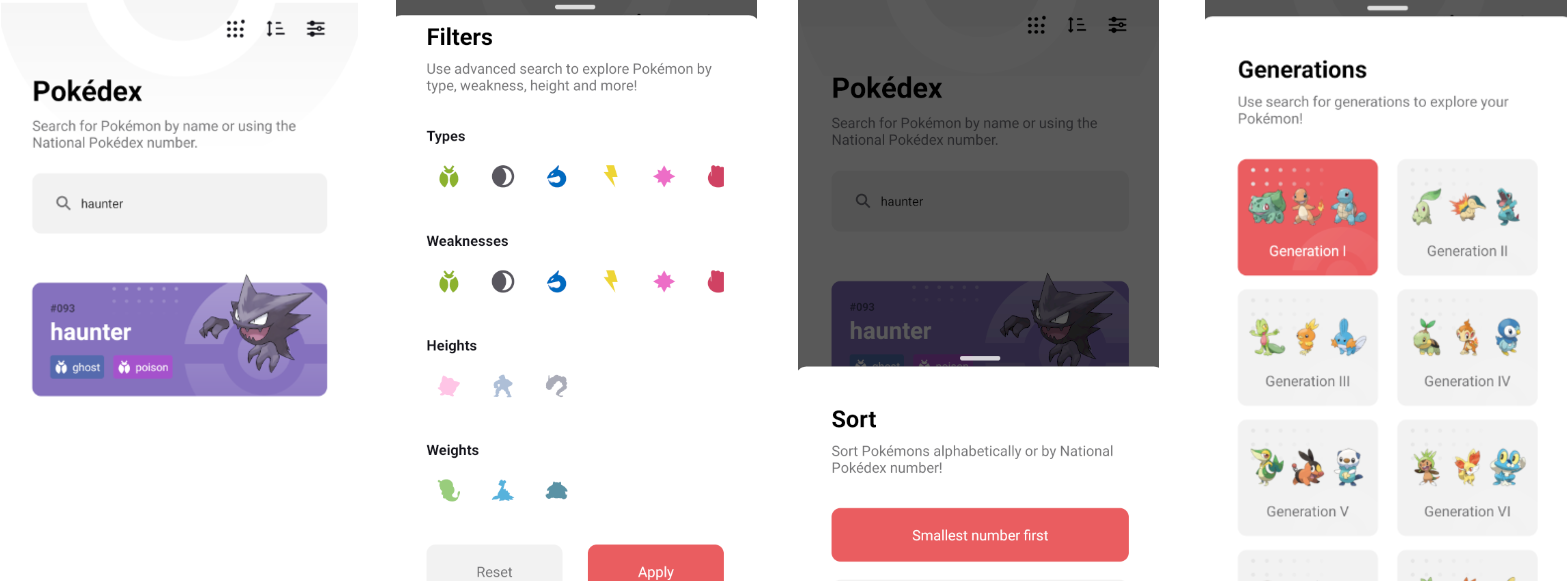 Pokédex
Search for Pokémon by name or using the
National Pokédex number.
haunter
#093
haunter
ghost
poison
Filters
Use advanced search to explore Pokémon by
type, weakness, height and more!
Types
Weaknesses
Heights
Weights
Reset
Apply
Pokédex
Search for Pokémon by name or using the
National Pokédex number.
haunter
#093
haunter
ghost
poison
Sort
Sort Pokémons alphabetically or by National
Pokédex number!
Smallest number first
Generations
Use search for generations to explore your
Pokémon!
Generation I
Generation II
Generation III
Generation IV
Generation V
Generation VI